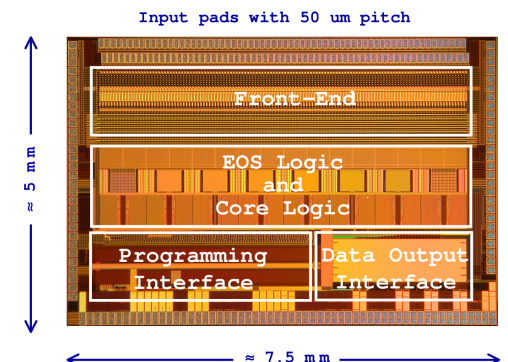 Input pads with 50 um pitch
Front-End
EOS Logic
and
Core Logic
Programming
Interface
Data Output
Interface
≈ 5 mm
≈ 7.5 mm